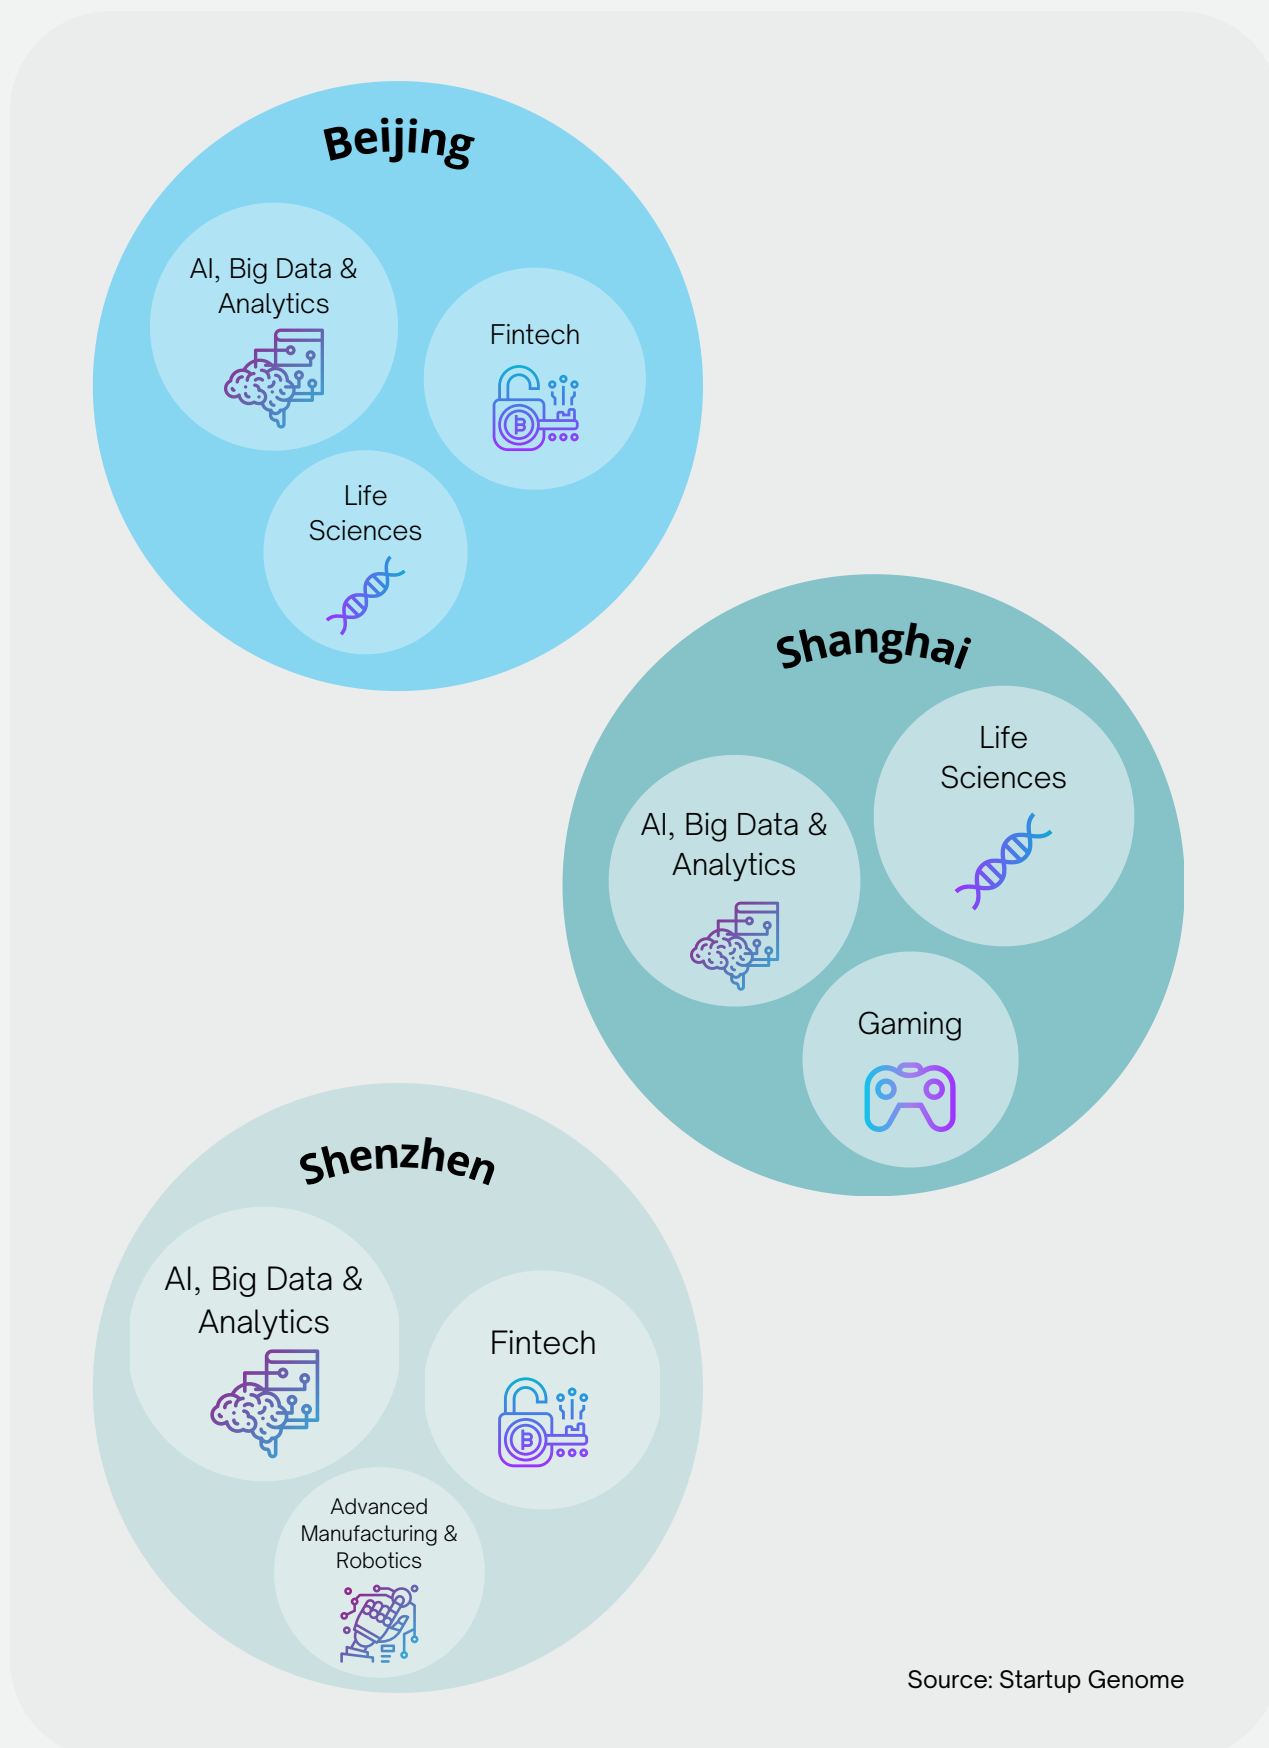 Beijing
AI, Big Data &
Analytics
Fintech
Life
Sciences
Shanghai
Life
Sciences
AI, Big Data &
Analytics
Gaming
Shenzhen
AI, Big Data &
Analytics
Fintech
Advanced
Manufacturing &
Robotics
Source: Startup Genome